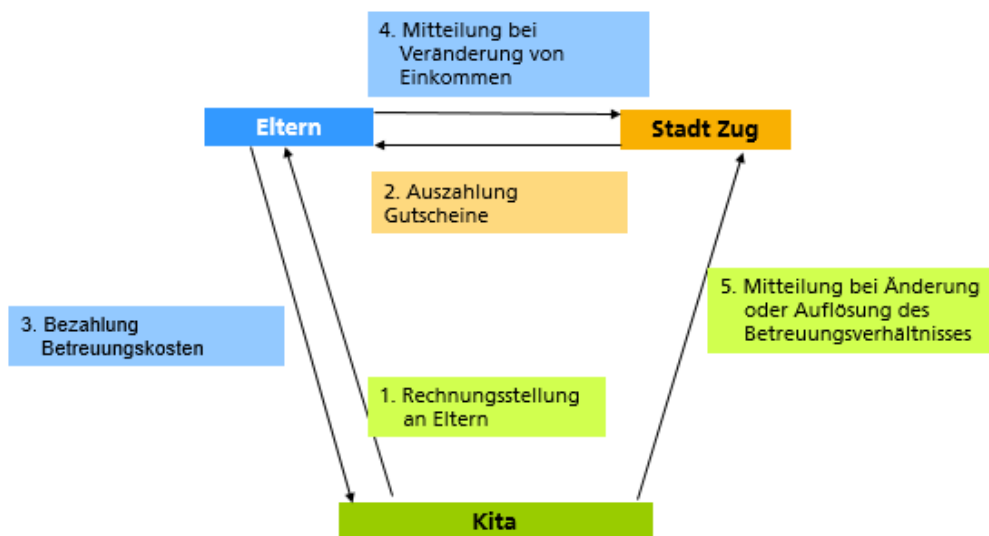 4. Mitteilung bei
Veränderung von
Einkommen
Eltern
Stadt Zug
2. Auszahlung
Gutscheine
5. Mitteilung bei Änderung
oder Auflösung des
Betreuungsverhältnisses
3. Bezahlung
Betreuungskosten
1. Rechnungsstellung
an Eltern
Kita